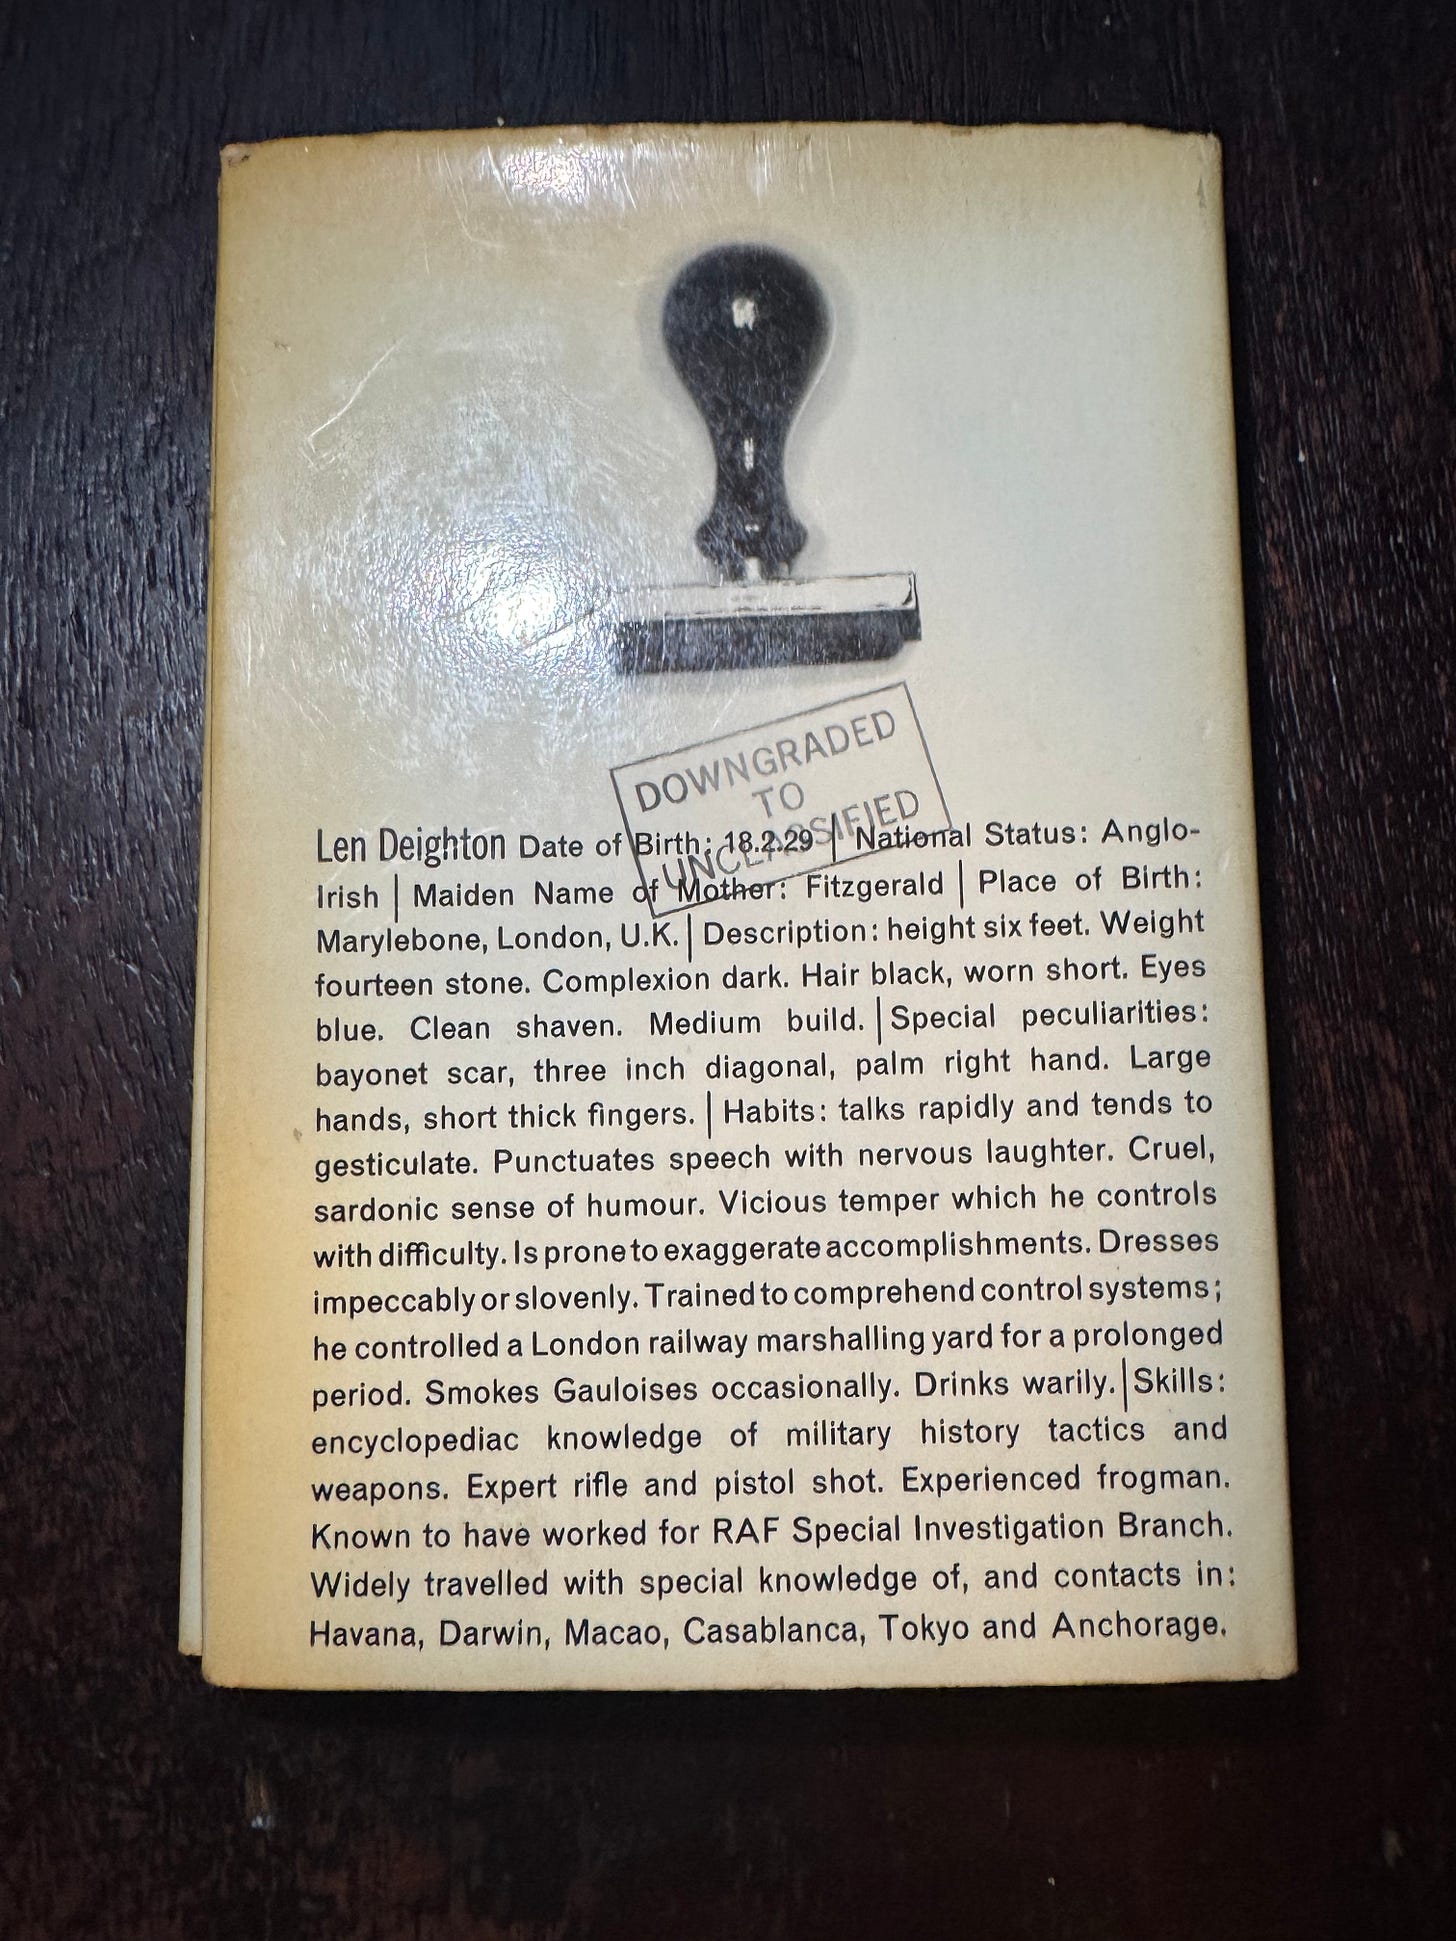 DOWNGRADED
TO
UNCLASSIFIED
Len Deighton Date of Birth: 18.2.29 | National Status: Anglo-
Irish | Maiden Name of Mother: Fitzgerald | Place of Birth:
Marylebone, London, U.K. | Description: height six feet. Weight
fourteen stone. Complexion dark. Hair black, worn short. Eyes
blue. Clean shaven. Medium build. | Special peculiarities:
bayonet scar, three inch diagonal, palm right hand. Large
hands, short thick fingers. | Habits: talks rapidly and tends to
gesticulate. Punctuates speech with nervous laughter. Cruel,
sardonic sense of humour. Vicious temper which he controls
with difficulty. Is prone to exaggerate accomplishments. Dresses
impeccably or slovenly. Trained to comprehend control systems;
he controlled a London railway marshalling yard for a prolonged
period. Smokes Gauloises occasionally. Drinks warily. | Skills:
encyclopediac knowledge of military history tactics and
weapons. Expert rifle and pistol shot. Experienced frogman.
Known to have worked for RAF Special Investigation Branch.
Widely travelled with special knowledge of, and contacts in:
Havana, Darwin, Macao, Casablanca, Tokyo and Anchorage.